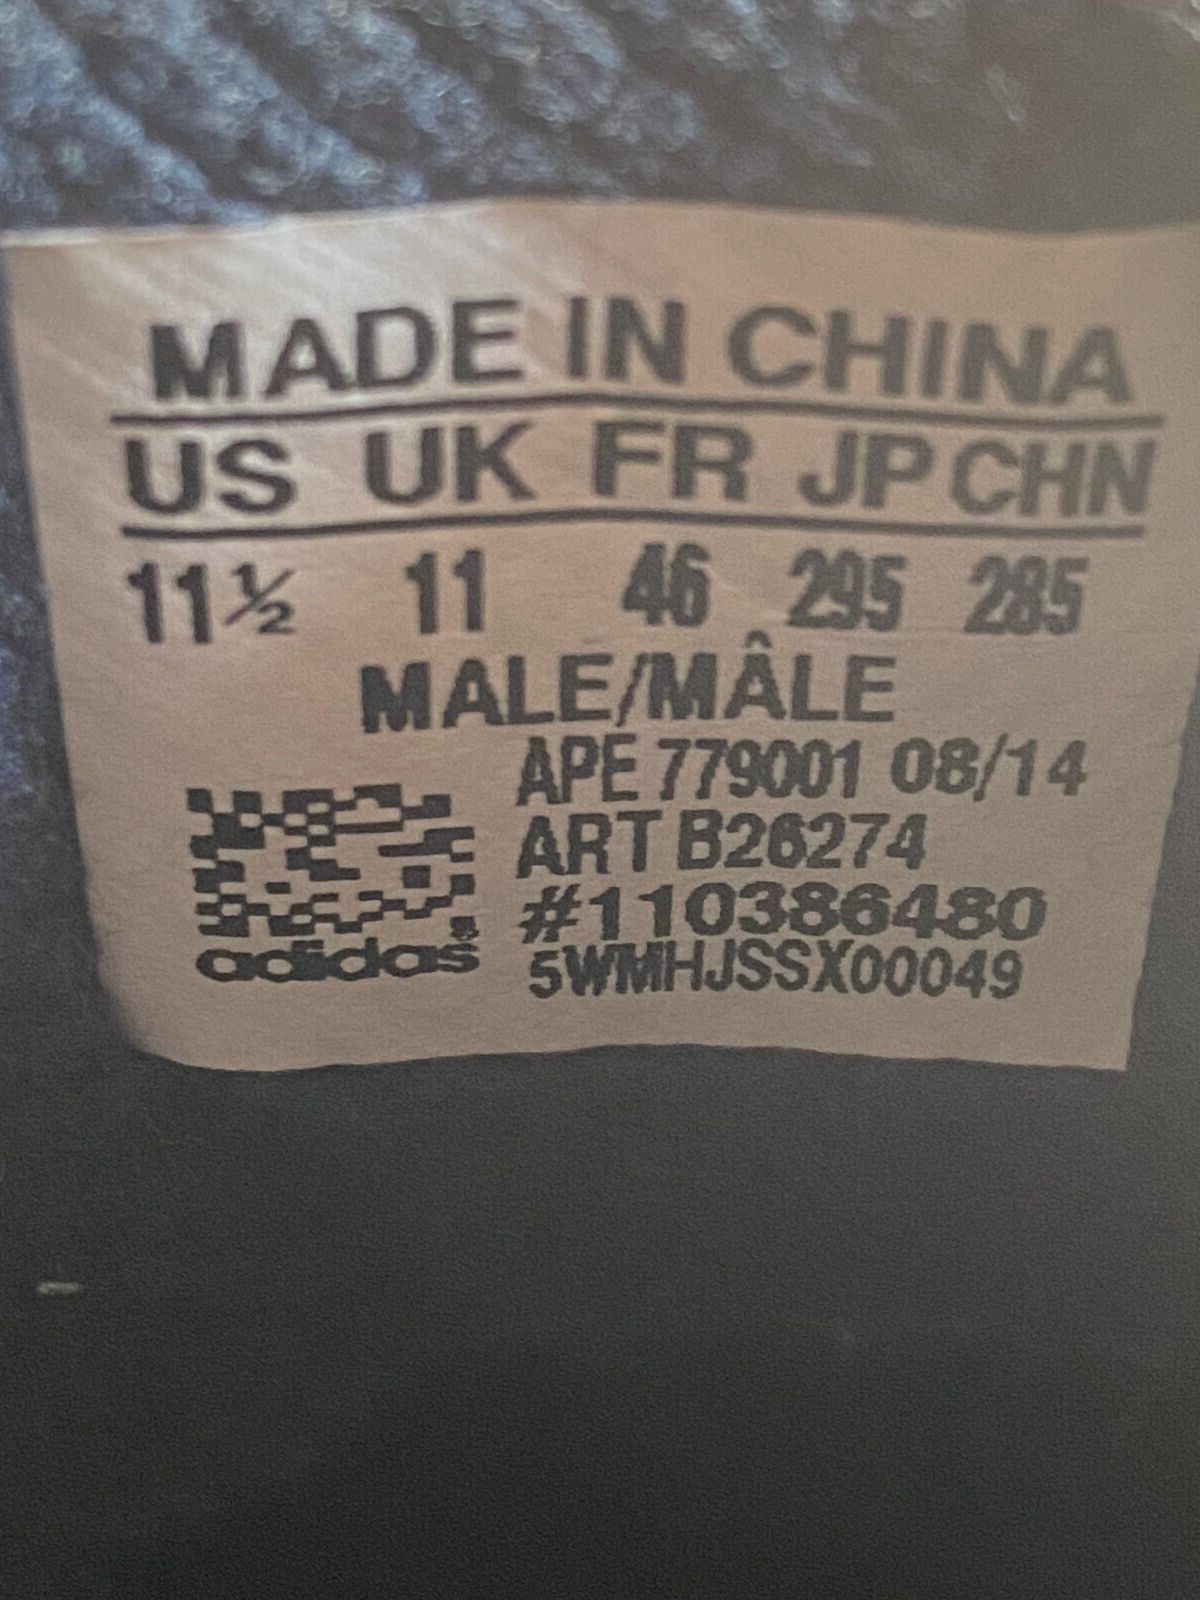 MADE IN CHINA
US UK FR JP CHN
11½ 11 46 295 285
MALE/MÂLE
APE 779001 08/14
ART B26274
#110386480
adidas® 5WMHJSSX00049